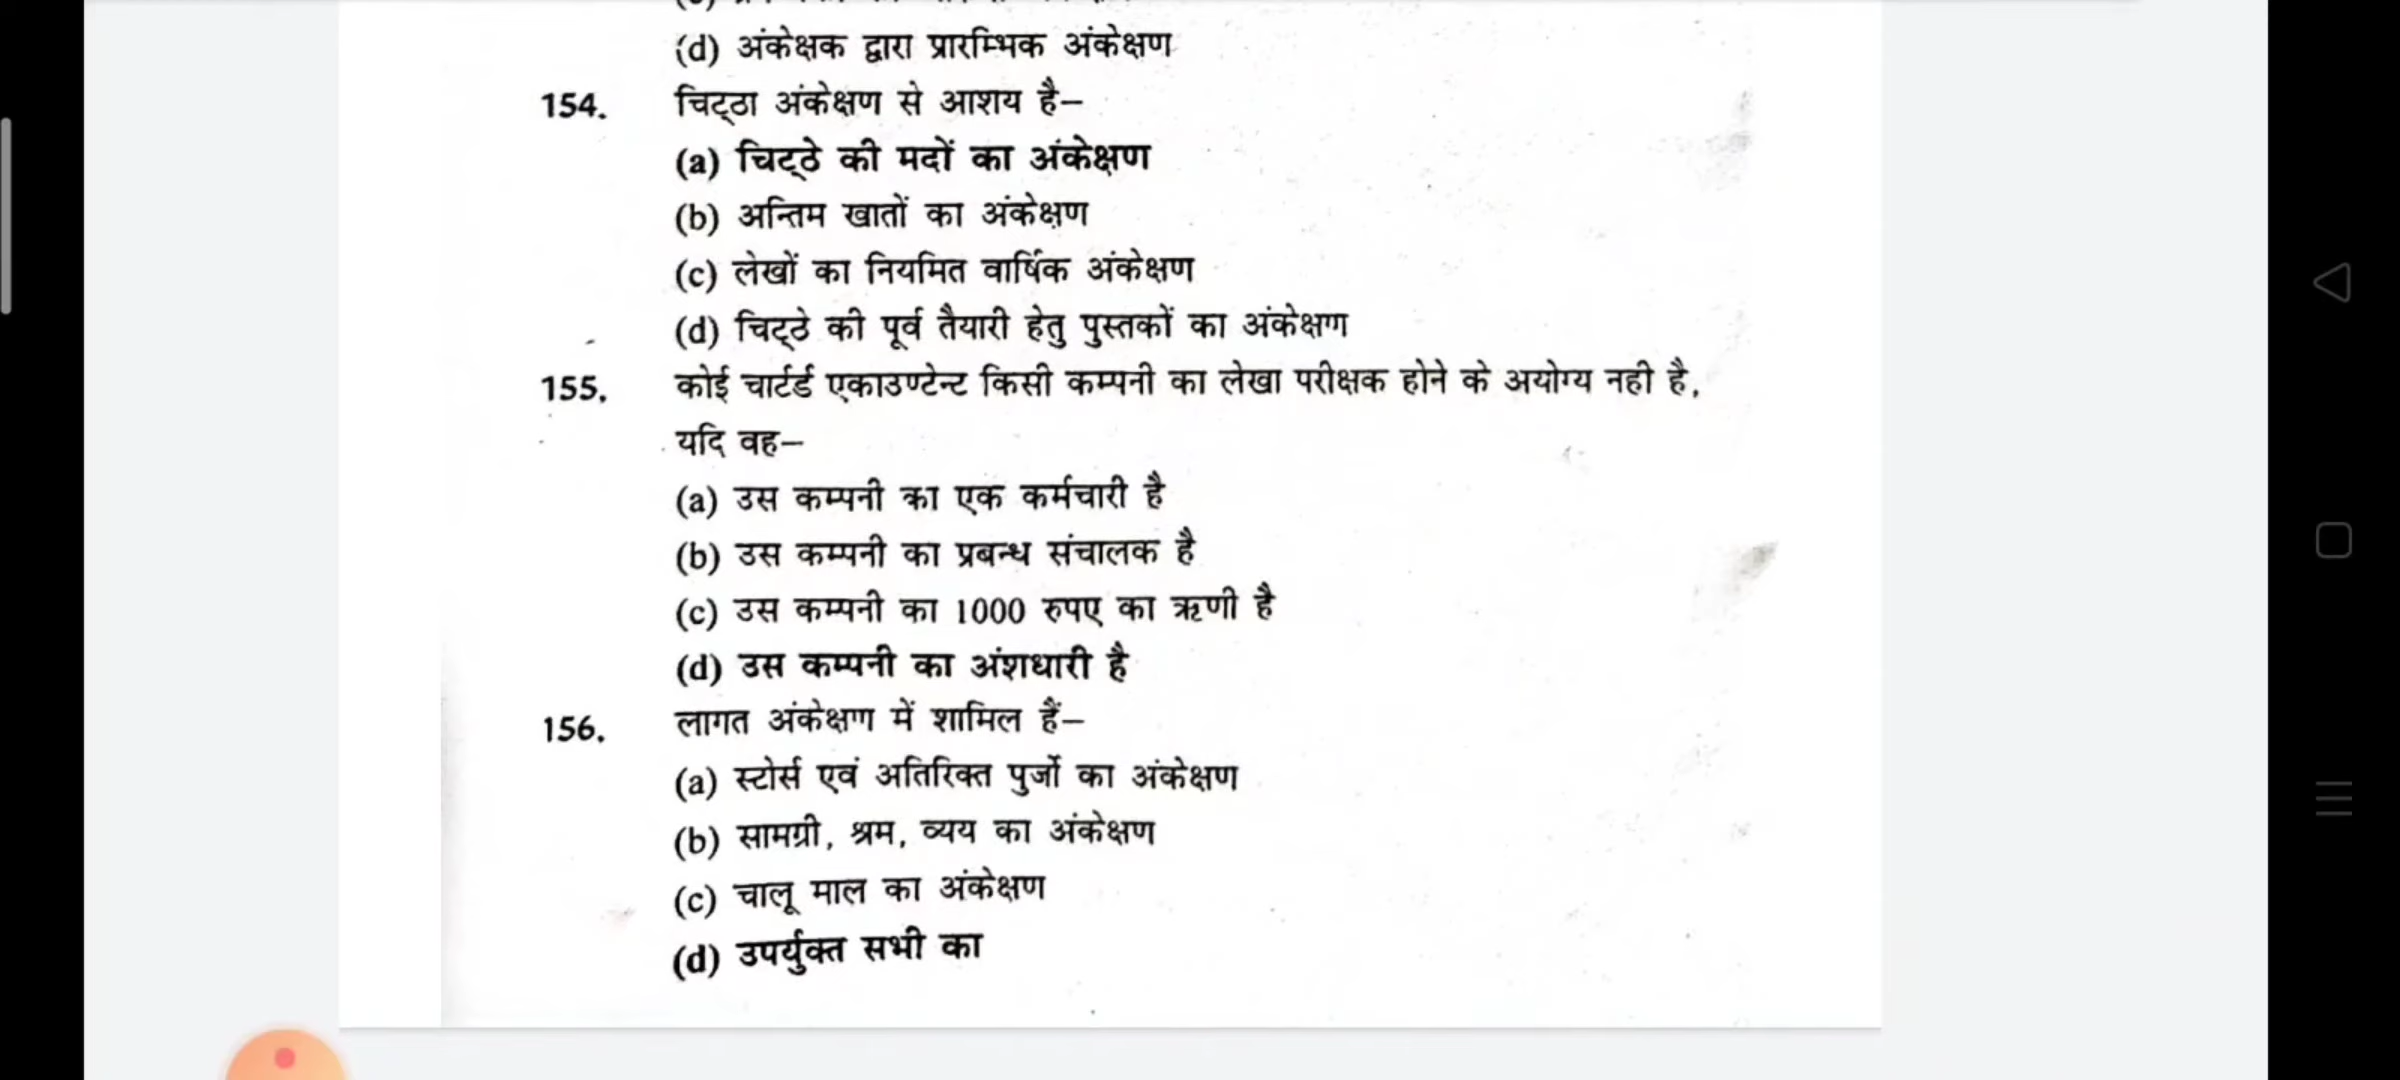 (d) अंकेक्षक द्वारा प्रारम्भिक अंकेक्षण
154. चिट्ठा अंकेक्षण से आशय है–
(a) चिट्ठे की मदों का अंकेक्षण
(b) अन्तिम खातों का अंकेक्षण
(c) लेखों का नियमित वार्षिक अंकेक्षण
(d) चिट्ठे की पूर्व तैयारी हेतु पुस्तकों का अंकेक्षण
155. कोई चार्टर्ड एकाउण्टेन्ट किसी कम्पनी का लेखा परीक्षक होने के अयोग्य नही है,
यदि वह–
(a) उस कम्पनी का एक कर्मचारी है
(b) उस कम्पनी का प्रबन्ध संचालक है
(c) उस कम्पनी का 1000 रुपए का ऋणी है
(d) उस कम्पनी का अंशधारी है
156. लागत अंकेक्षण में शामिल हैं–
(a) स्टोर्स एवं अतिरिक्त पुर्जो का अंकेक्षण
(b) सामग्री, श्रम, व्यय का अंकेक्षण
(c) चालू माल का अंकेक्षण
(d) उपर्युक्त सभी का